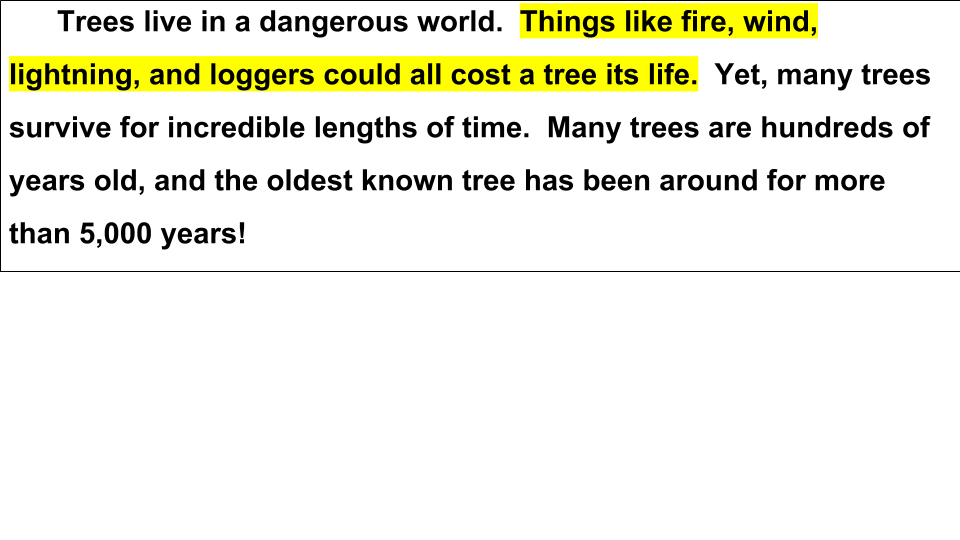 Trees live in a dangerous world.  Things like fire, wind,
lightning, and loggers could all cost a tree its life.  Yet, many trees
survive for incredible lengths of time.  Many trees are hundreds of
years old, and the oldest known tree has been around for more
than 5,000 years!